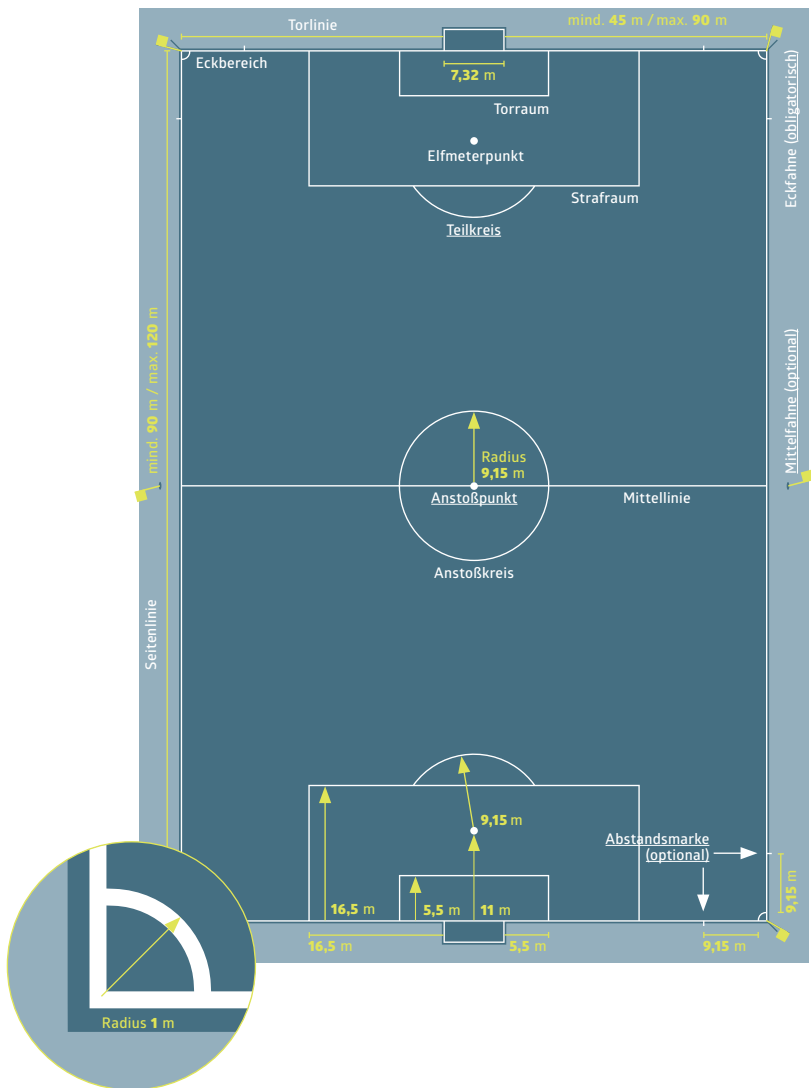 Torlinie
mind. 45 m / max. 90 m
Eckbereich
7,32 m
Torraum
Elfmeterpunkt
Strafraum
Teilkreis
Eckfahne (obligatorisch)
mind. 90 m / max. 120 m
Mittelfahne (optional)
Radius
9,15 m
Anstoßpunkt
Mittellinie
Anstoßkreis
Seitenlinie
9,15 m
Abstandsmarke
(optional)
9,15 m
16,5 m
5,5 m
11 m
16,5 m
5,5 m
9,15 m
Radius 1 m